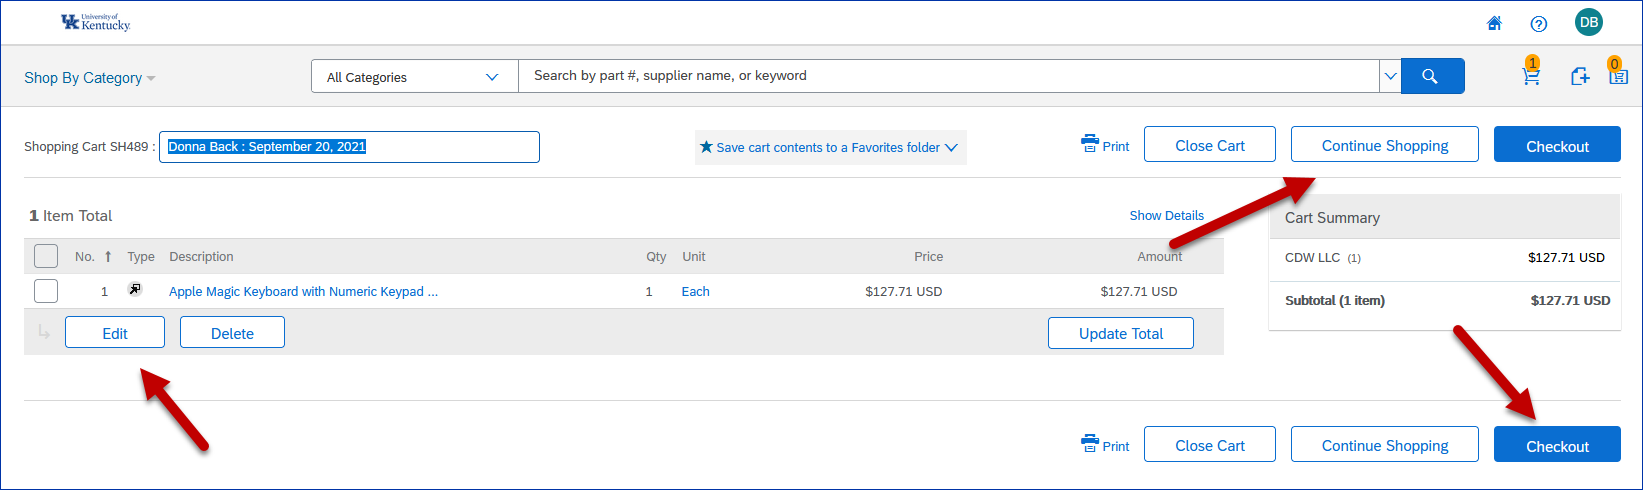 UK University of Kentucky
DB
Shop By Category
All Categories
Search by part #, supplier name, or keyword
1
0
Shopping Cart SH489 :
Donna Back : September 20, 2021
Save cart contents to a Favorites folder
Print
Close Cart
Continue Shopping
Checkout
1 Item Total
Show Details
No. ↑ Type Description Qty Unit Price Amount
1 Apple Magic Keyboard with Numeric Keypad ... 1 Each $127.71 USD $127.71 USD
Edit
Delete
Update Total
Cart Summary
CDW LLC (1) $127.71 USD
Subtotal (1 item) $127.71 USD
Print
Close Cart
Continue Shopping
Checkout